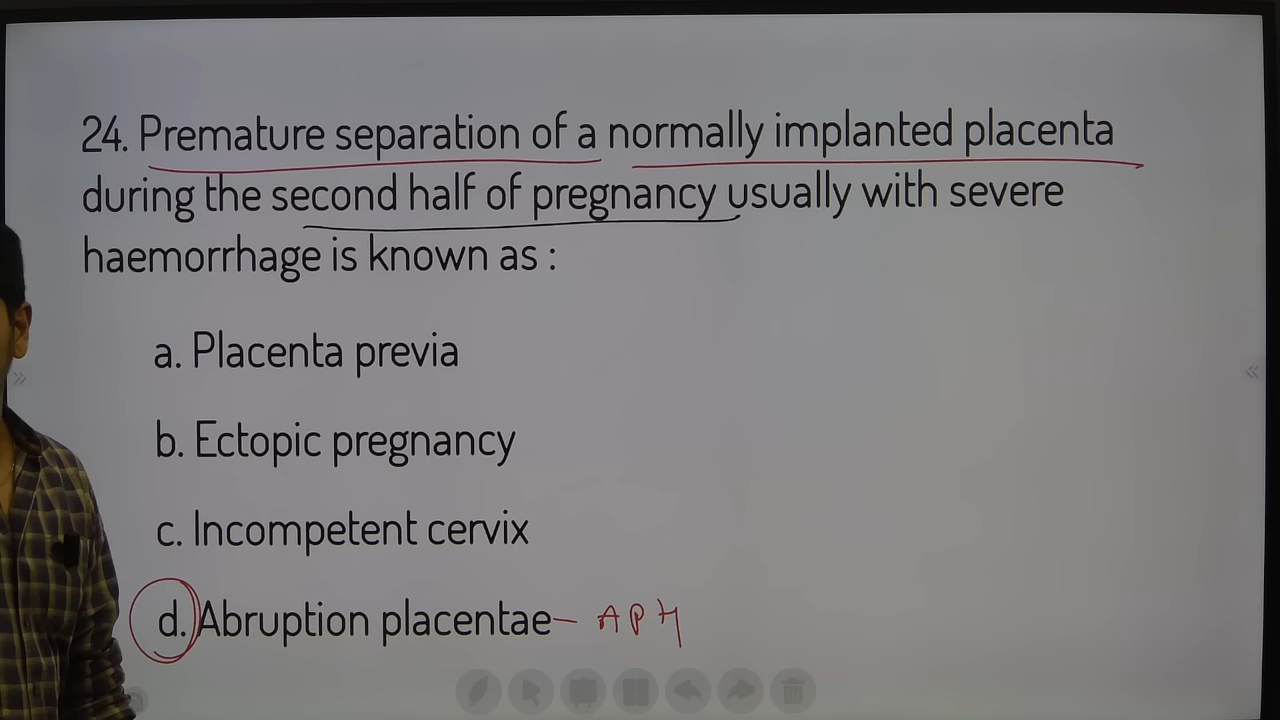 24. Premature separation of a normally implanted placenta
during the second half of pregnancy usually with severe
haemorrhage is known as :
a. Placenta previa
b. Ectopic pregnancy
c. Incompetent cervix
d. Abruption placentae- APH